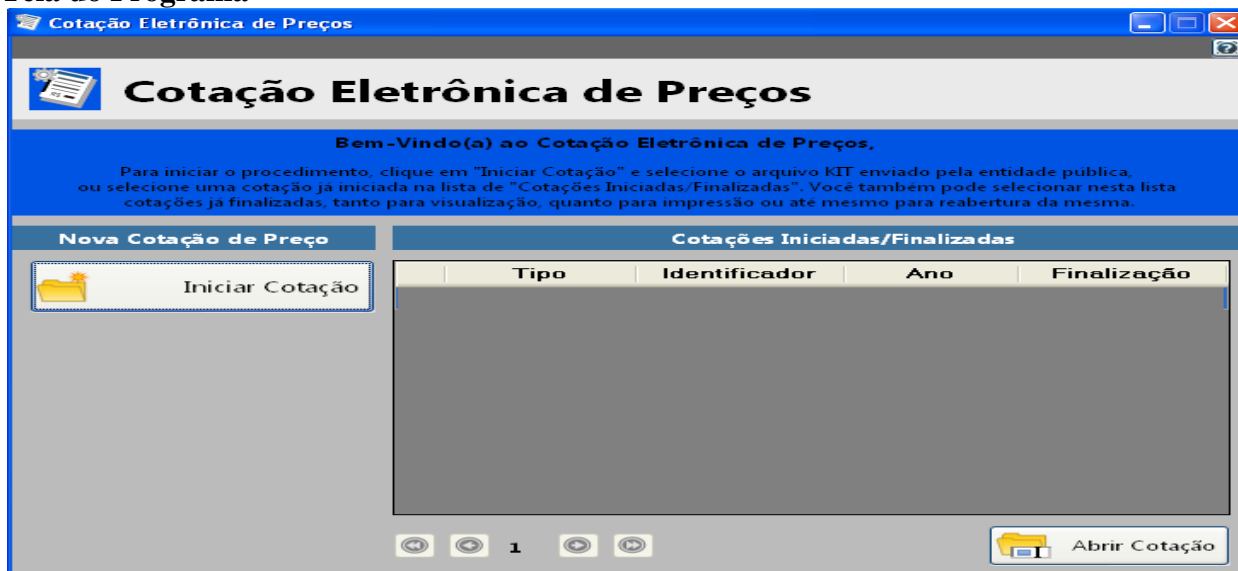 Tela do Programa
Cotação Eletrônica de Preços
Cotação Eletrônica de Preços
Bem-Vindo(a) ao Cotação Eletrônica de Preços,
Para iniciar o procedimento, clique em "Iniciar Cotação" e selecione o arquivo KIT enviado pela entidade pública,
ou selecione uma cotação já iniciada na lista de "Cotações Iniciadas/Finalizadas". Você também pode selecionar nesta lista
cotações já finalizadas, tanto para visualização, quanto para impressão ou até mesmo para reabertura da mesma.
Nova Cotação de Preço
Cotações Iniciadas/Finalizadas
Iniciar Cotação
Tipo Identificador Ano Finalização
1
Abrir Cotação